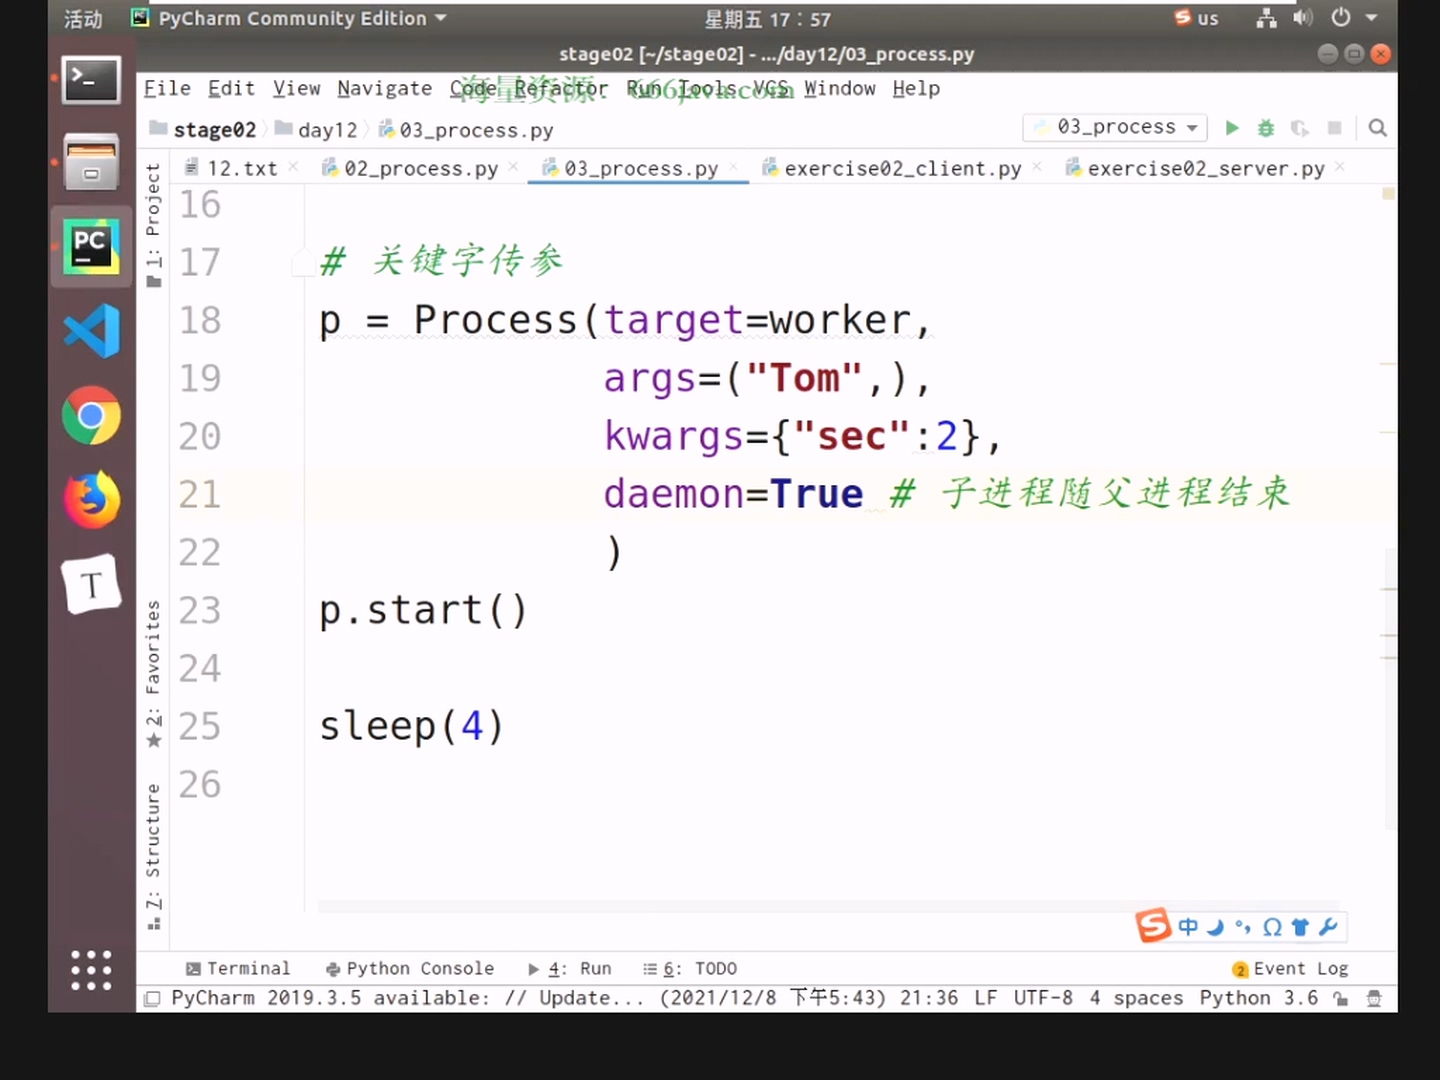 活动 PyCharm Community Edition 星期五 17:57 us
stage02 [~/stage02] - .../day12/03_process.py
File Edit View Navigate Code Refactor Run Tools VCS Window Help
海量资源: 666java.com
stage02 day12 03_process.py 03_process
12.txt 02_process.py 03_process.py exercise02_client.py exercise02_server.py
1: Project
2: Favorites
7: Structure
16
17 # 关键字传参
18 p = Process(target=worker,
19 args=("Tom",),
20 kwargs={"sec":2},
21 daemon=True # 子进程随父进程结束
22 )
23 p.start()
24
25 sleep(4)
26
中
Terminal Python Console 4: Run 6: TODO 2 Event Log
PyCharm 2019.3.5 available: // Update... (2021/12/8 下午5:43) 21:36 LF UTF-8 4 spaces Python 3.6